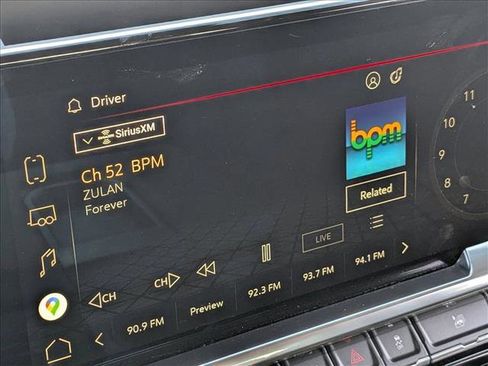 Driver
SiriusXM
bpm
Ch 52 BPM
ZULAN
Forever
Related
CH CH LIVE
90.9 FM Preview 92.3 FM 93.7 FM 94.1 FM
11
10
9
8
7